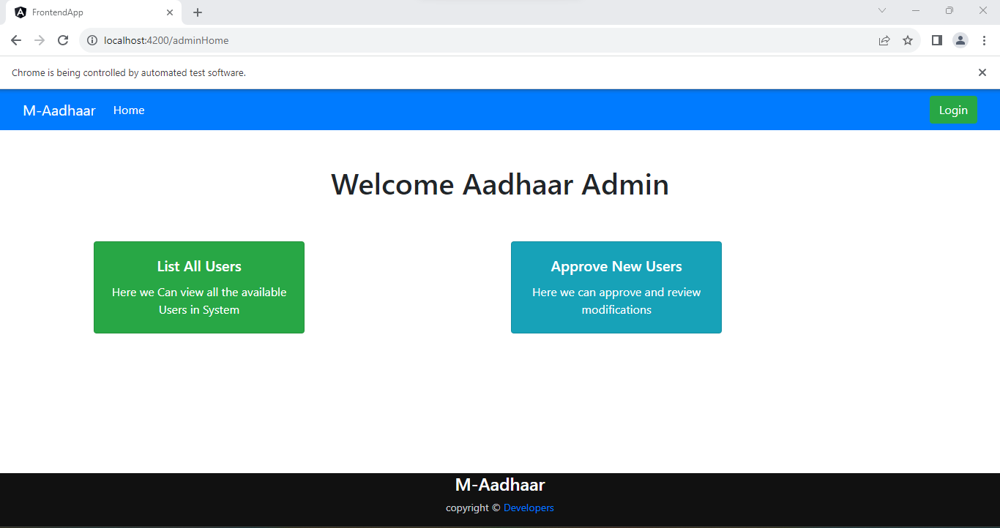 FrontendApp
localhost:4200/adminHome
Chrome is being controlled by automated test software.
M-Aadhaar Home Login
Welcome Aadhaar Admin
List All Users
Here we Can view all the available
Users in System
Approve New Users
Here we can approve and review
modifications
M-Aadhaar
copyright © Developers